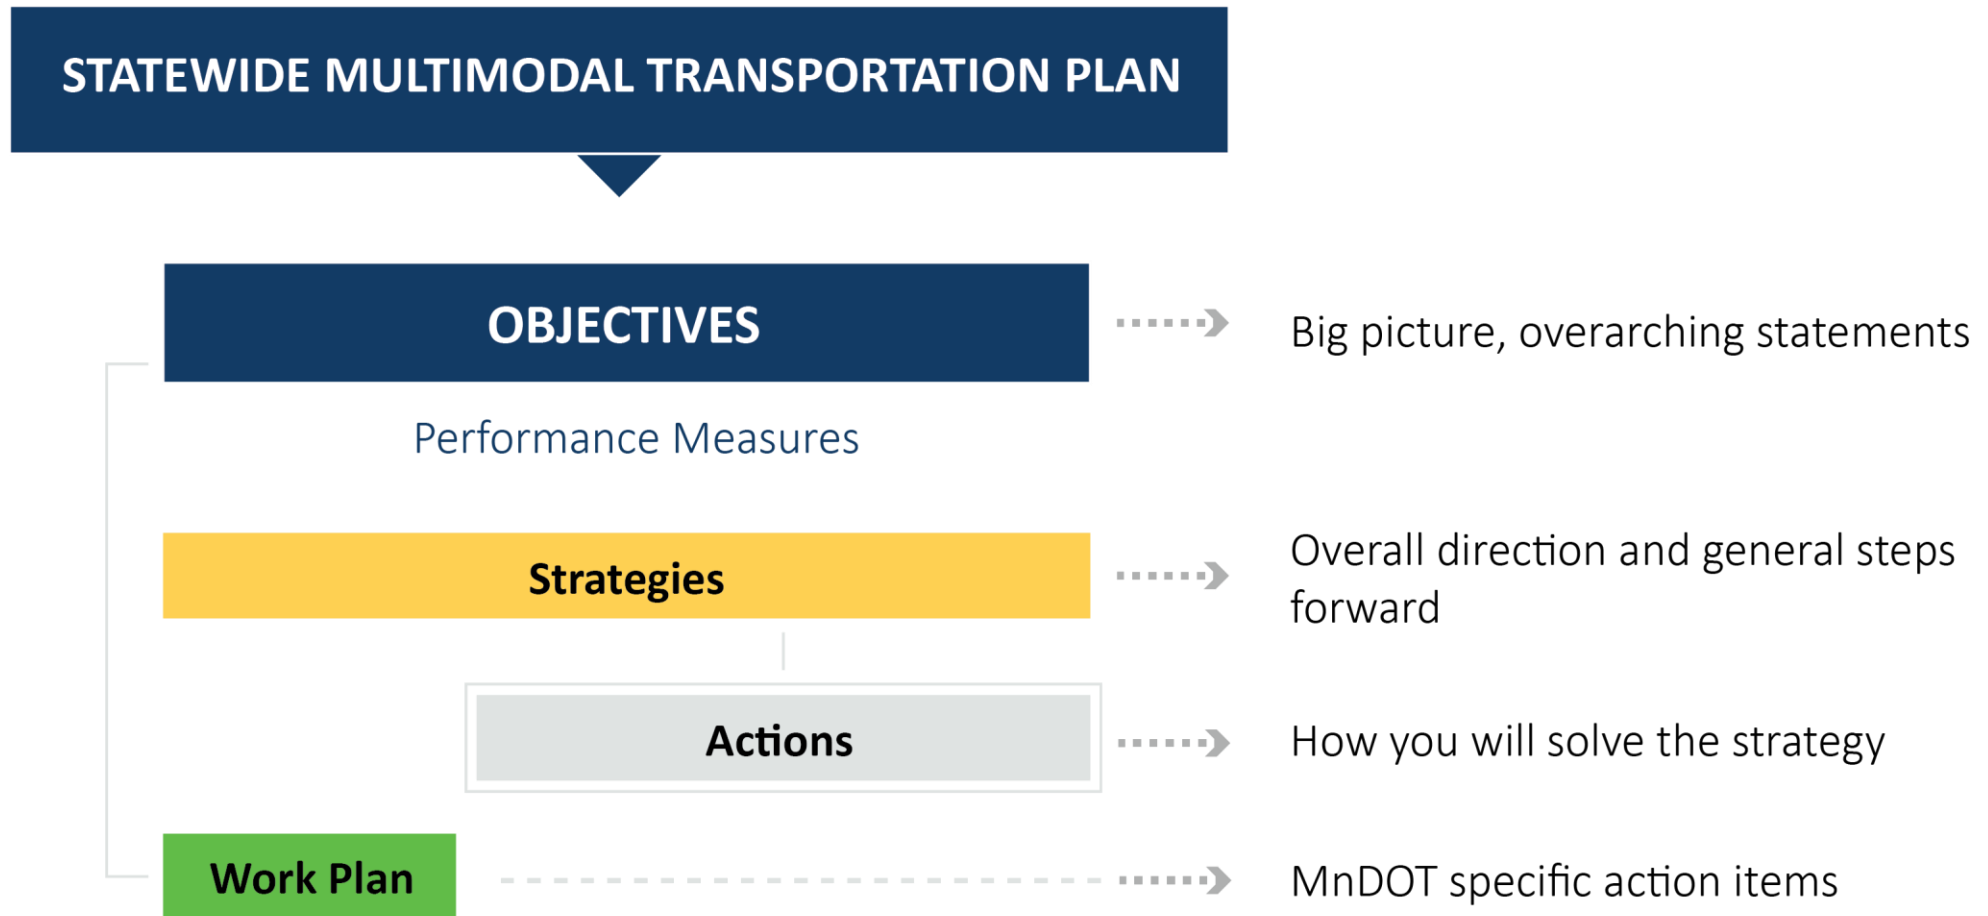 STATEWIDE MULTIMODAL TRANSPORTATION PLAN
OBJECTIVES
Big picture, overarching statements
Performance Measures
Strategies
Overall direction and general steps
forward
Actions
How you will solve the strategy
Work Plan
MnDOT specific action items